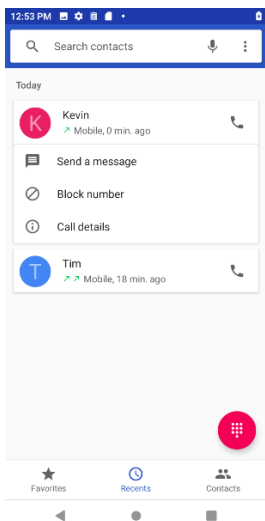 12:53 PM
Search contacts
Today
K
Kevin
Mobile, 0 min. ago
Send a message
Block number
Call details
T
Tim
Mobile, 18 min. ago
Favorites
Recents
Contacts